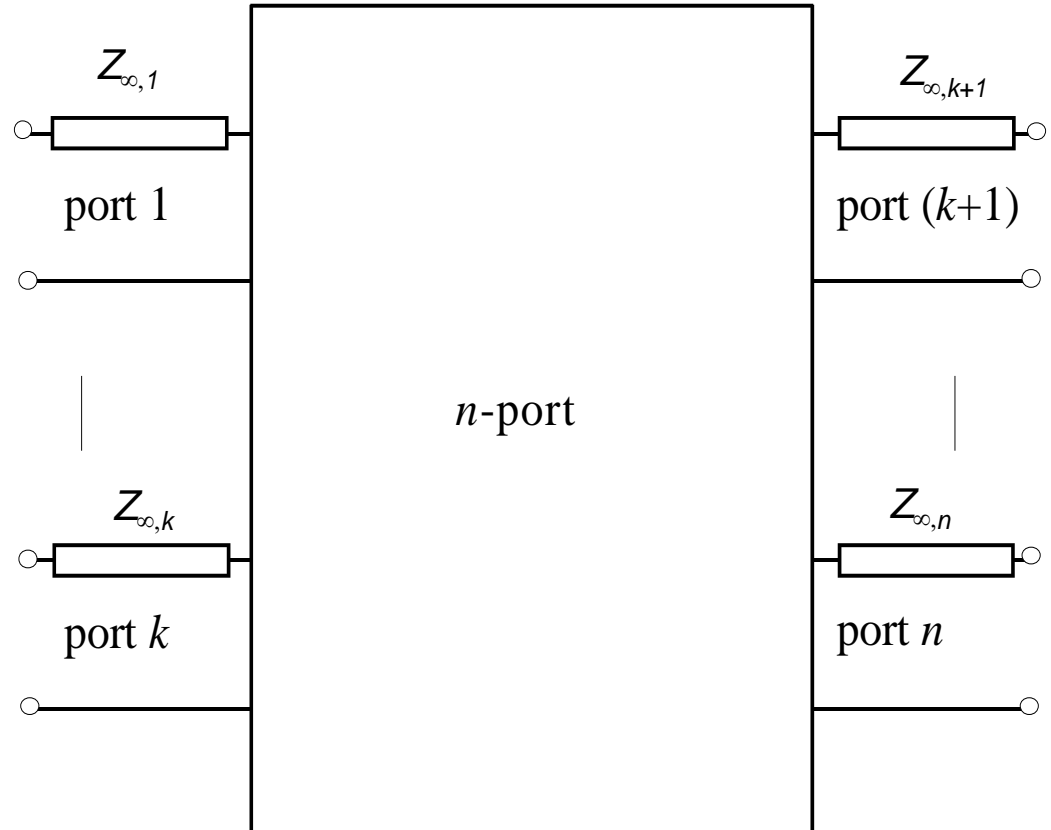 Z∞,1
Z∞,k+1
port 1
port (k+1)
n-port
Z∞,k
Z∞,n
port k
port n